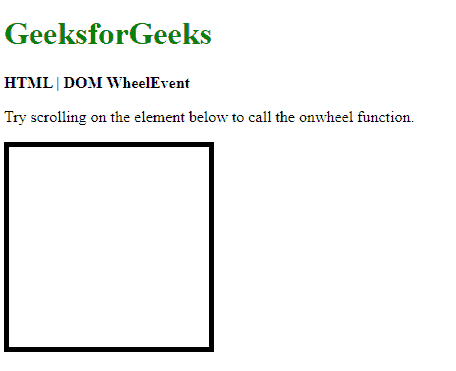 GeeksforGeeks
HTML | DOM WheelEvent
Try scrolling on the element below to call the onwheel function.